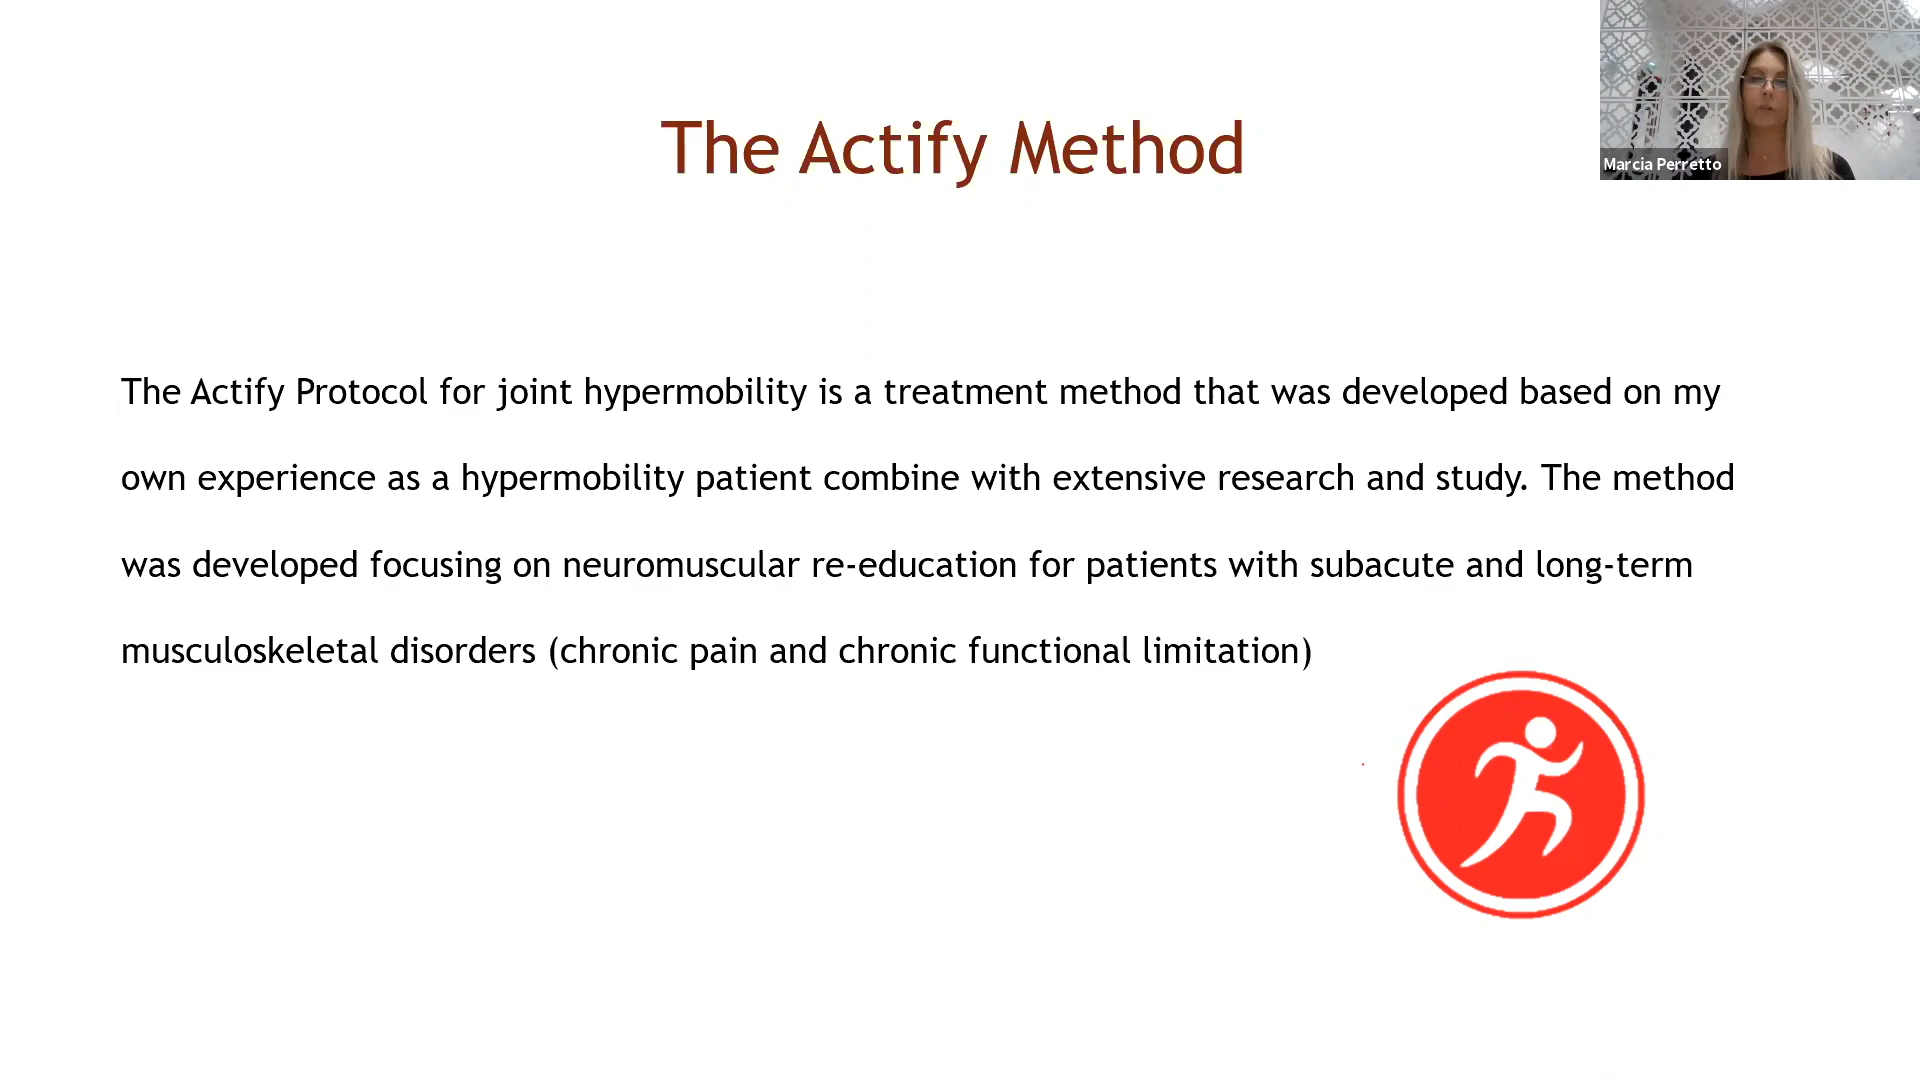 The Actify Method
Marcia Perretto
The Actify Protocol for joint hypermobility is a treatment method that was developed based on my
own experience as a hypermobility patient combine with extensive research and study. The method
was developed focusing on neuromuscular re-education for patients with subacute and long-term
musculoskeletal disorders (chronic pain and chronic functional limitation)